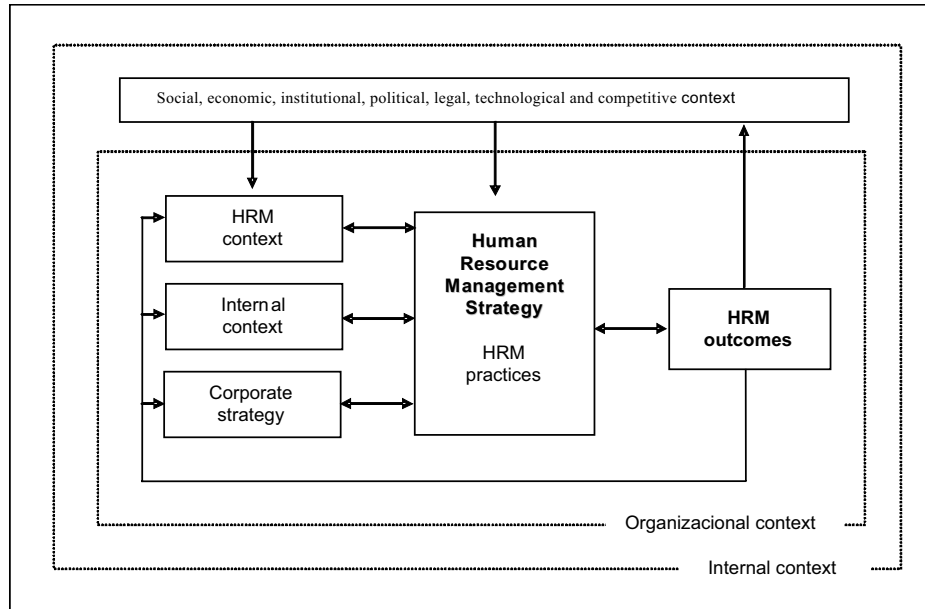 Social, economic, institutional, political, legal, technological and competitive context
HRM
context
Internal
context
Corporate
strategy
Human
Resource
Management
Strategy
HRM
practices
HRM
outcomes
Organizacional context
Internal context